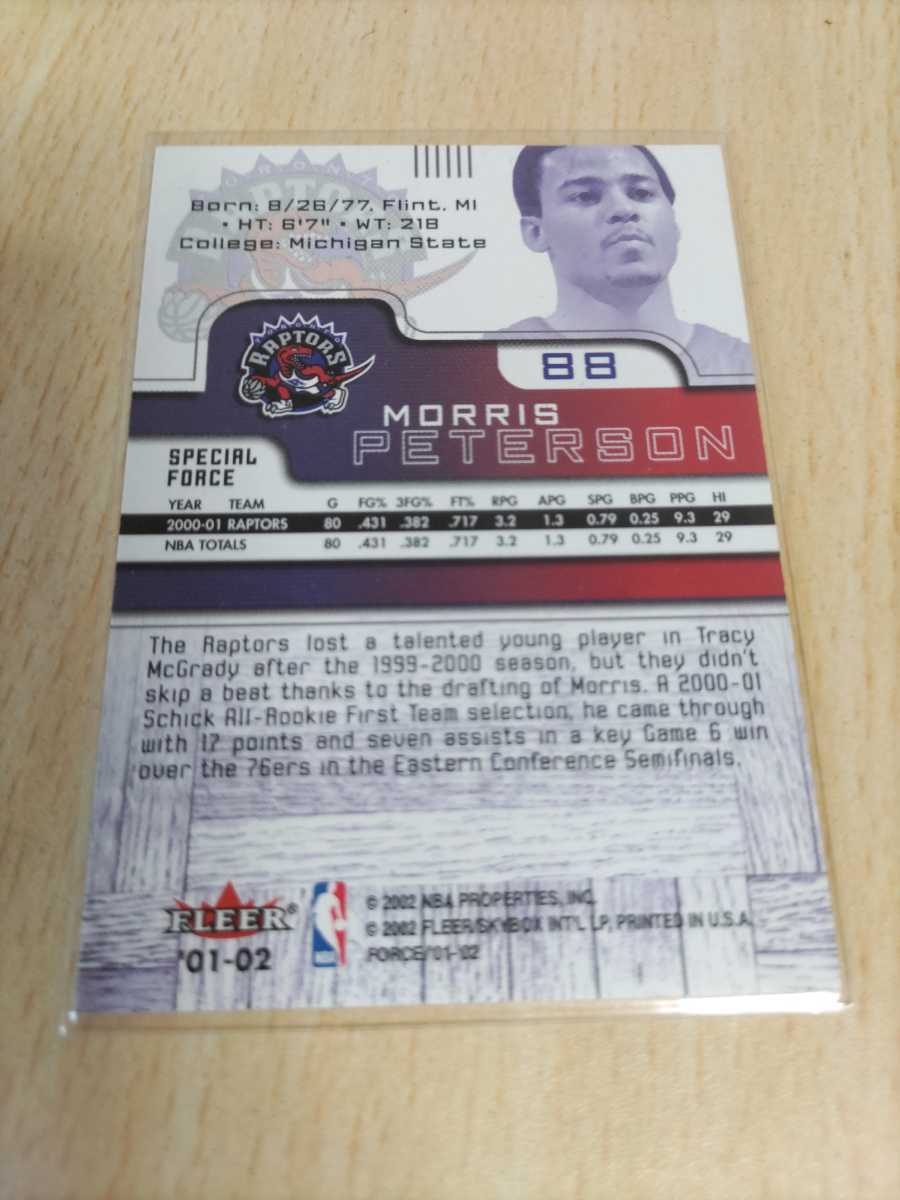 TORONTO
RAPTORS
Born: 8/26/77, Flint, MI
• HT: 6'7" • WT: 218
College: Michigan State
TORONTO
RAPTORS
88
MORRIS
PETERSON
SPECIAL
FORCE
YEAR TEAM G FG% 3FG% FT% RPG APG SPG BPG PPG HI
2000-01 RAPTORS 80 .431 .382 .717 3.2 1.3 0.79 0.25 9.3 29
NBA TOTALS 80 .431 .382 .717 3.2 1.3 0.79 0.25 9.3 29
The Raptors lost a talented young player in Tracy
McGrady after the 1999-2000 season, but they didn't
skip a beat thanks to the drafting of Morris. A 2000-01
Schick All-Rookie First Team selection, he came through
with 17 points and seven assists in a key Game 6 win
over the 76ers in the Eastern Conference Semifinals.
FLEER®
'01-02
© 2002 NBA PROPERTIES, INC.
© 2002 FLEER/SKYBOX INT'L LP, PRINTED IN U.S.A.
FORCE/'01-'02